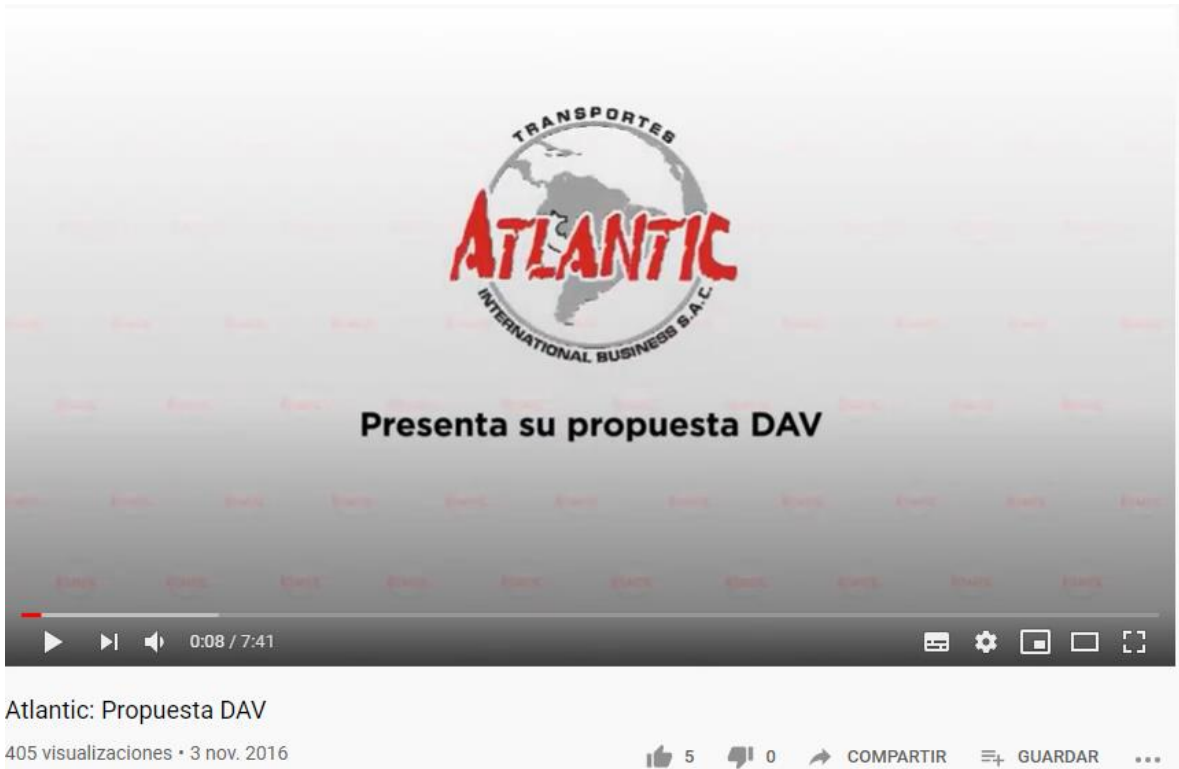 TRANSPORTES
ATLANTIC
INTERNATIONAL BUSINESS S.A.C.
Presenta su propuesta DAV
0:08 / 7:41
Atlantic: Propuesta DAV
405 visualizaciones • 3 nov. 2016
5 0 COMPARTIR GUARDAR